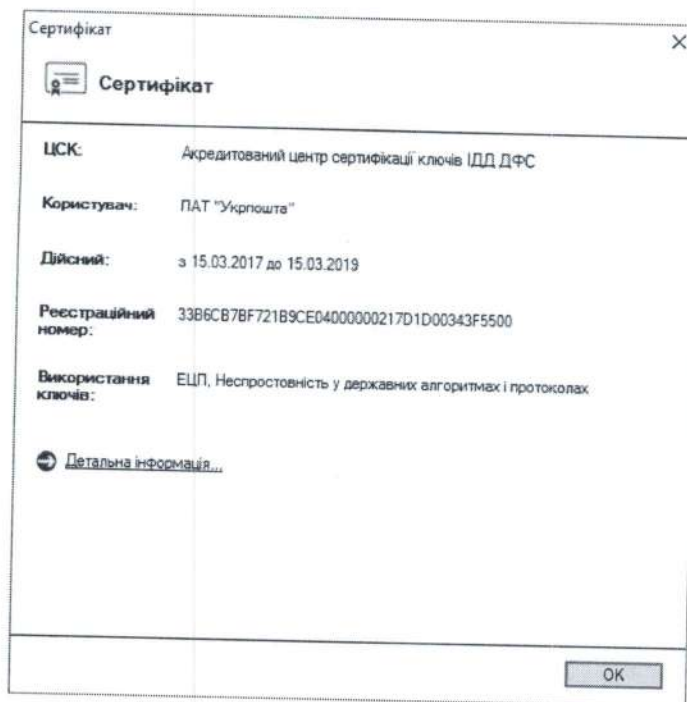 Сертифікат
Сертифікат
ЦСК: Акредитований центр сертифікації ключів ІДД ДФС
Користувач: ПАТ "Укрпошта"
Дійсний: з 15.03.2017 до 15.03.2019
Реєстраційний номер: 33B6CB7BF721B9CE04000000217D1D00343F5500
Використання ключів: ЕЦП, Неспростовність у державних алгоритмах і протоколах
Детальна інформація...
OK